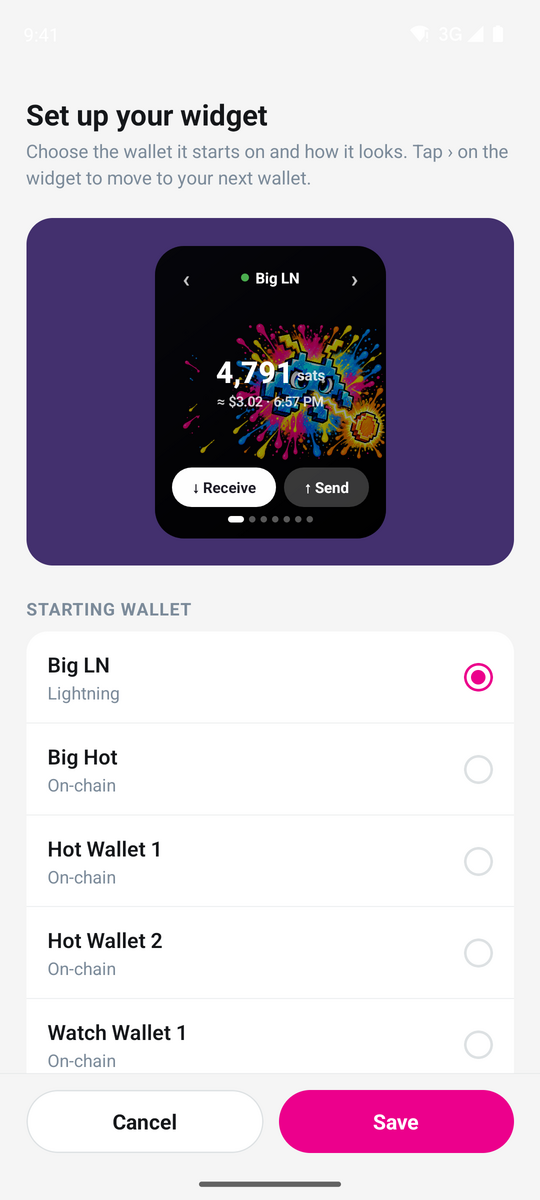 9:41
3G
Set up your widget
Choose the wallet it starts on and how it looks. Tap › on the
widget to move to your next wallet.
‹ Big LN ›
4,791 sats
≈ $3.02 · 6:57 PM
↓ Receive
↑ Send
STARTING WALLET
Big LN
Lightning
Big Hot
On-chain
Hot Wallet 1
On-chain
Hot Wallet 2
On-chain
Watch Wallet 1
On-chain
Cancel
Save